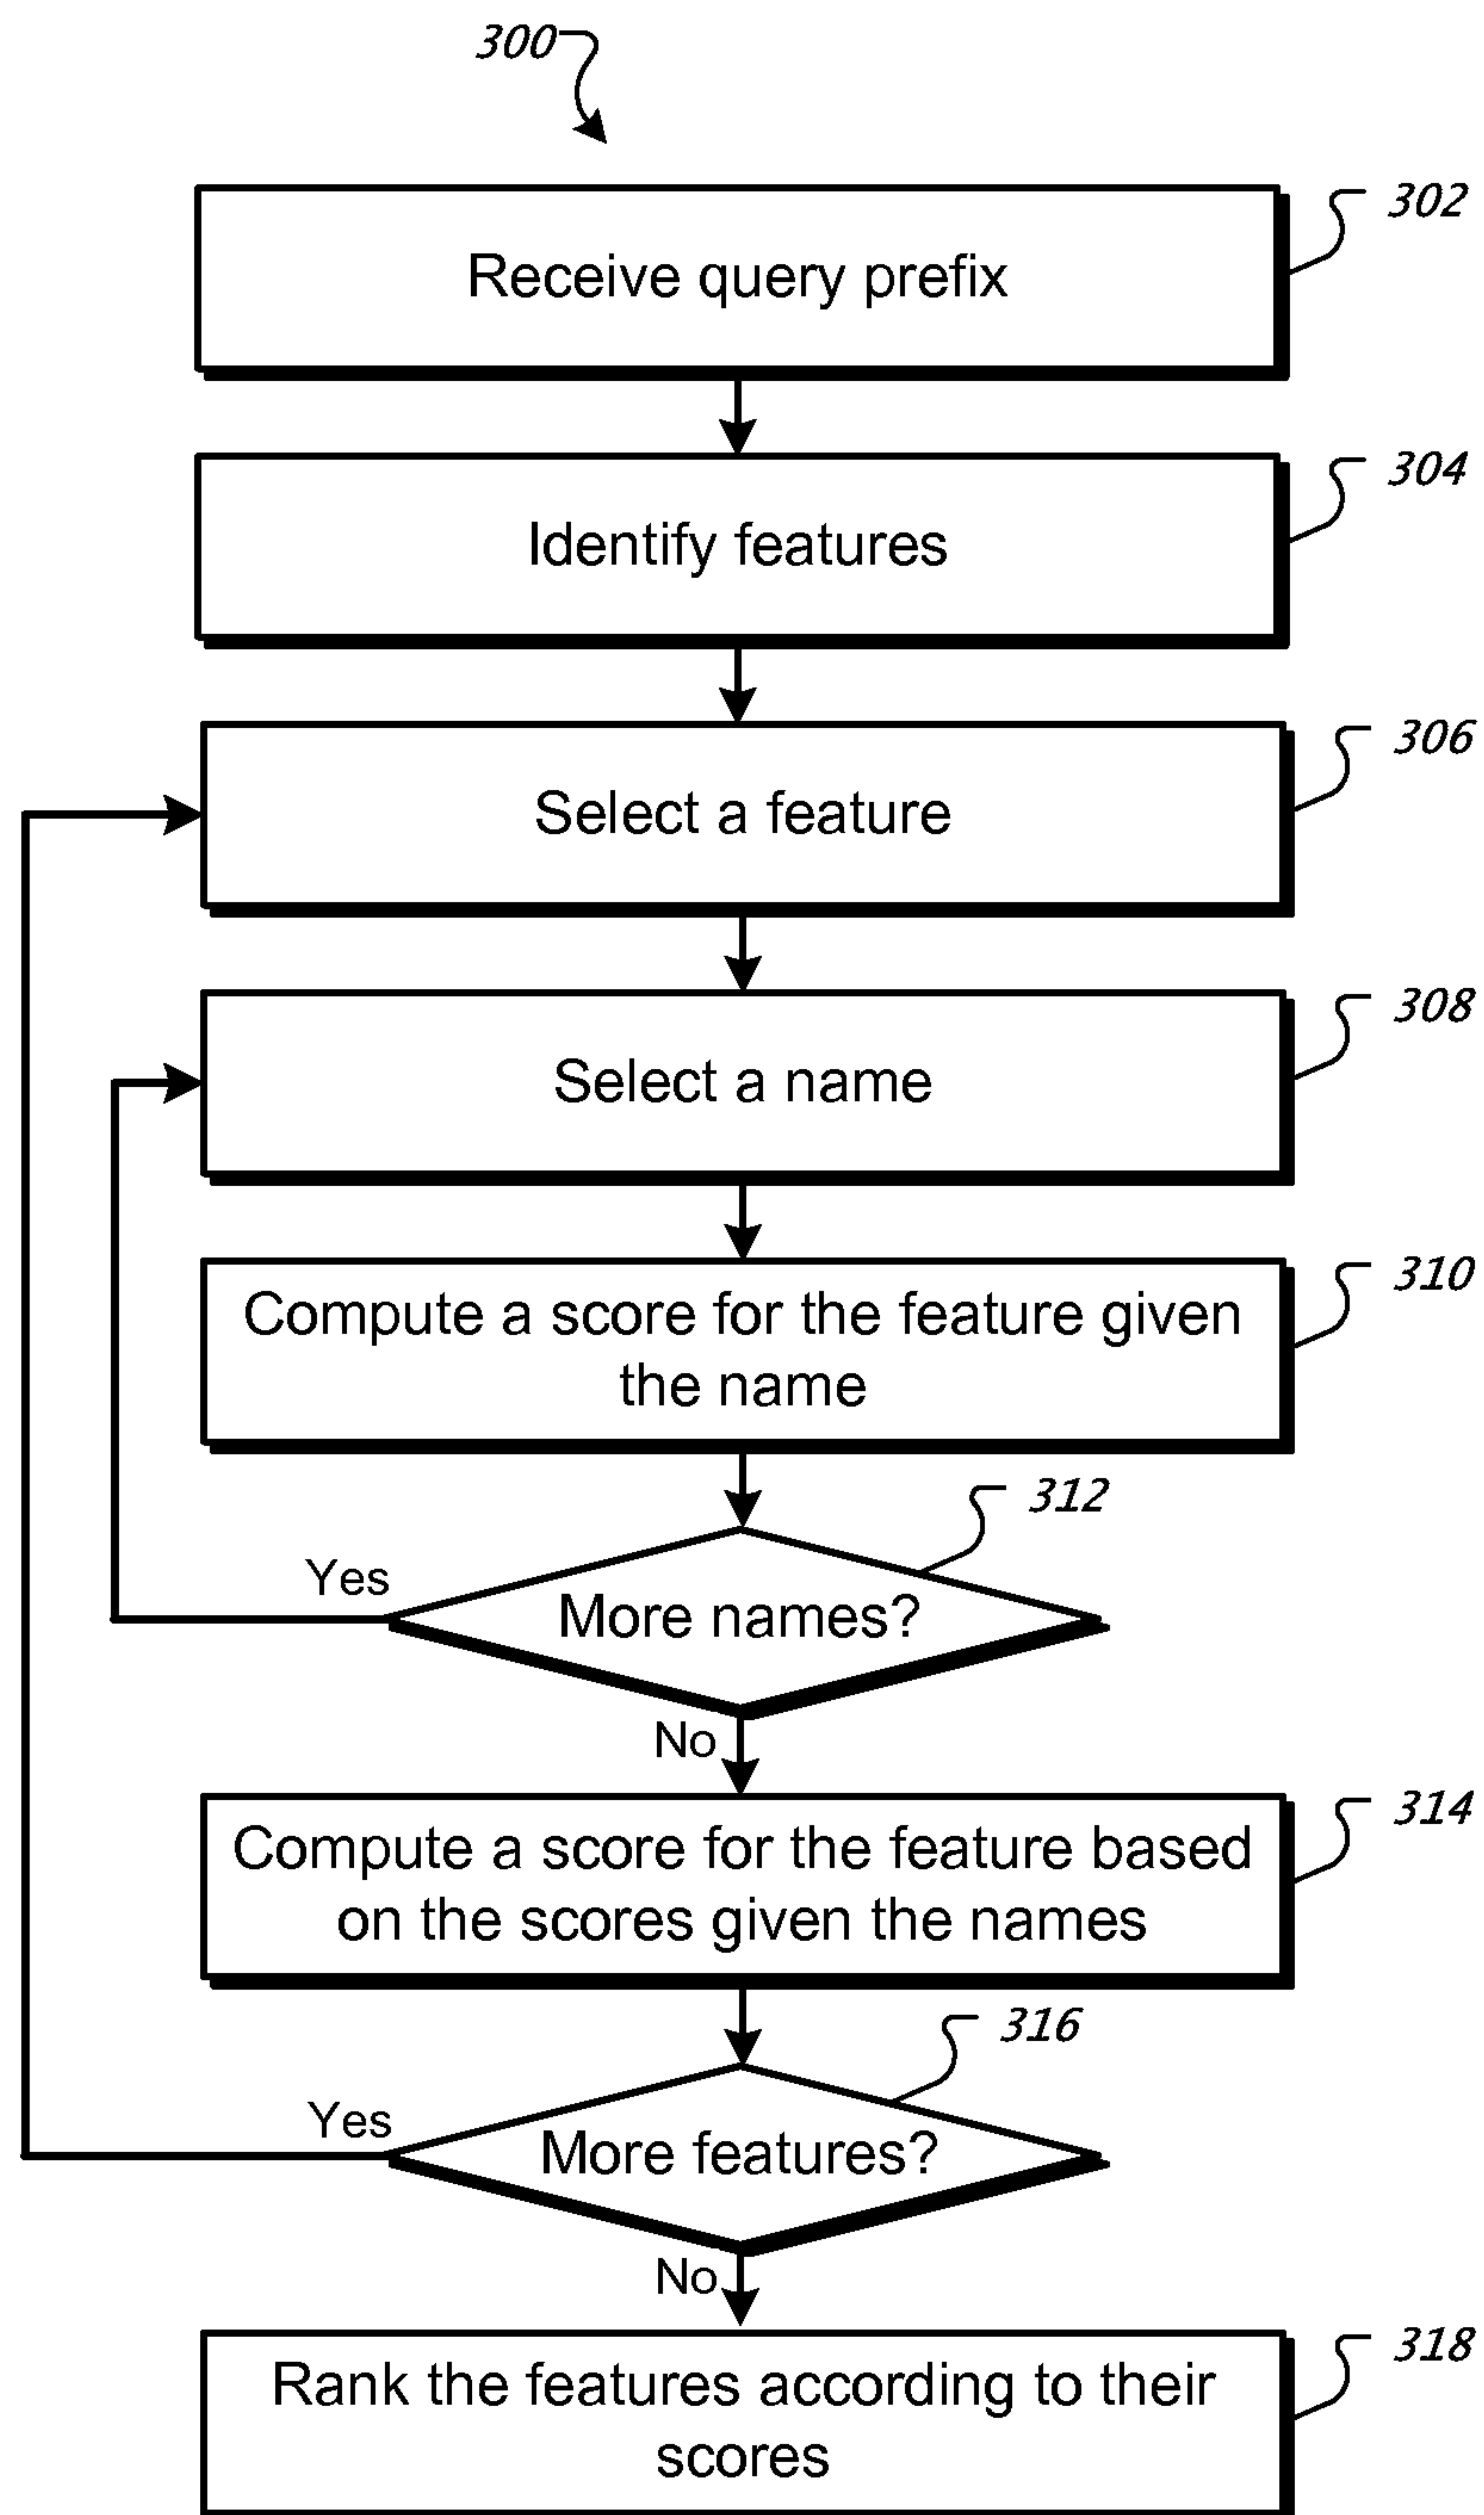 300
302
Receive query prefix
304
Identify features
306
Select a feature
308
Select a name
310
Compute a score for the feature given
the name
312
Yes
More names?
No
314
Compute a score for the feature based
on the scores given the names
316
Yes
More features?
No
318
Rank the features according to their
scores